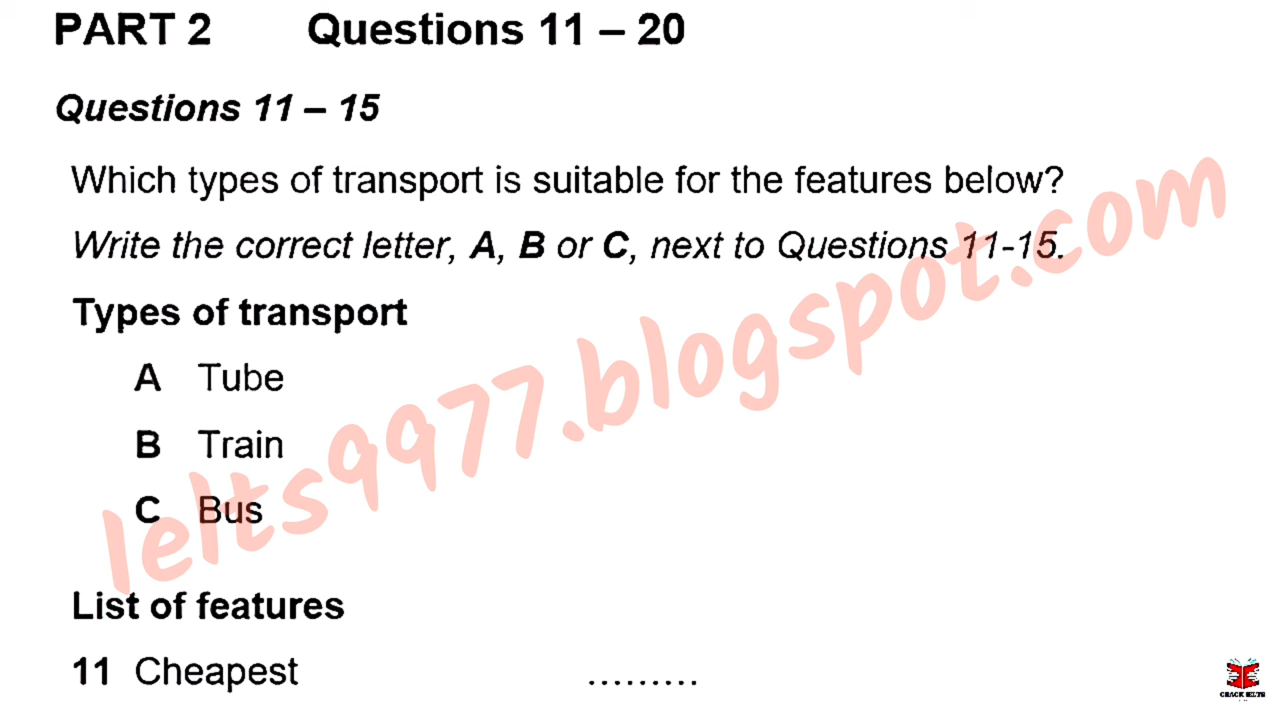 PART 2 Questions 11 – 20
Questions 11 – 15
Which types of transport is suitable for the features below?
Write the correct letter, A, B or C, next to Questions 11-15.
Types of transport
A Tube
B Train
C Bus
Ielts9977.blogspot.com
List of features
11 Cheapest .........
CRACK IELTS